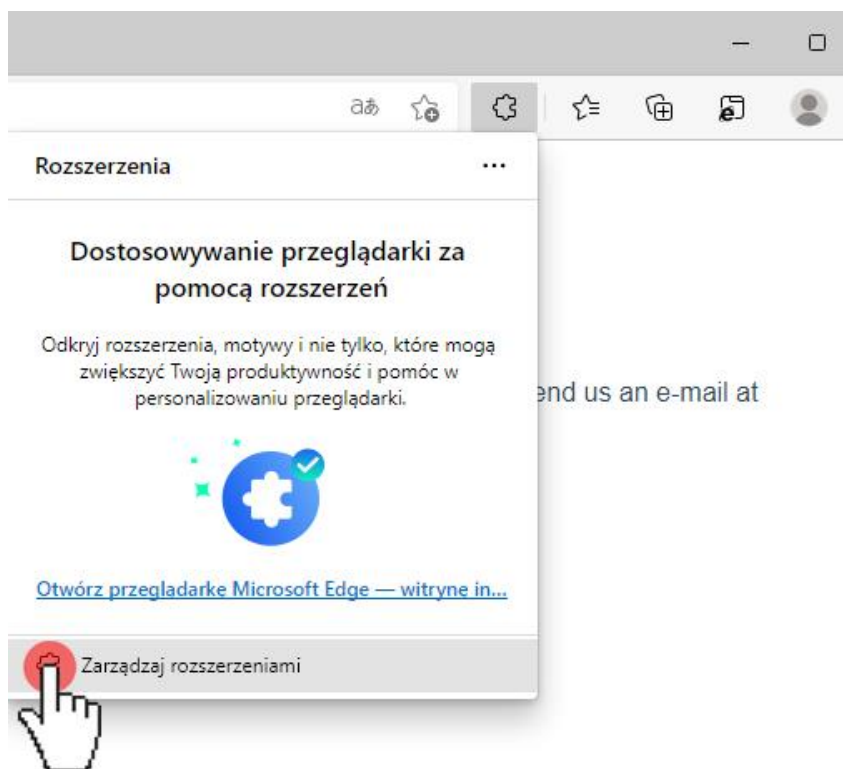 aあ
Rozszerzenia
Dostosowywanie przeglądarki za
pomocą rozszerzeń
Odkryj rozszerzenia, motywy i nie tylko, które mogą
zwiększyć Twoją produktywność i pomóc w
personalizowaniu przeglądarki.
end us an e-mail at
Otwórz przegladarke Microsoft Edge — witryne in...
Zarządzaj rozszerzeniami